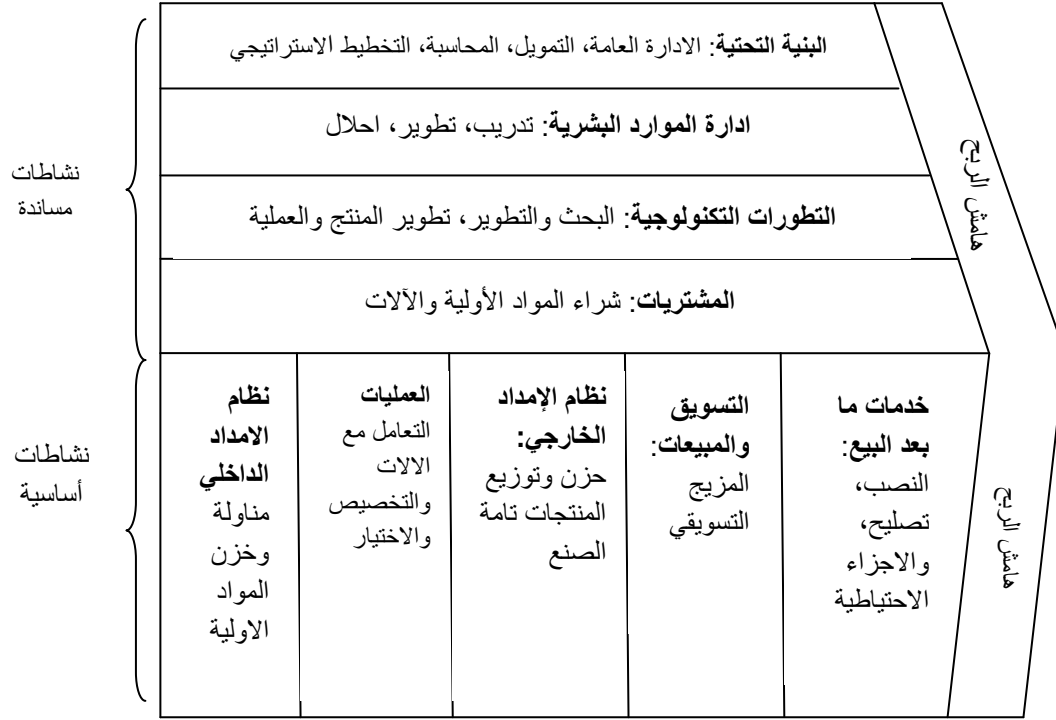 البنية التحتية: الادارة العامة، التمويل، المحاسبة، التخطيط الاستراتيجي
ادارة الموارد البشرية: تدريب، تطوير، احلال
التطورات التكنولوجية: البحث والتطوير، تطوير المنتج والعملية
المشتريات: شراء المواد الأولية والآلات
هامش الربح
نشاطات
مساندة
خدمات ما
بعد البيع:
النصب،
تصليح،
والاجزاء
الاحتياطية
التسويق
والمبيعات:
المزيج
التسويقي
نظام الإمداد
الخارجي:
حزن وتوزيع
المنتجات تامة
الصنع
العمليات
التعامل مع
الالات
والتخصيص
والاختيار
نظام
الامداد
الداخلي
مناولة
وخزن
المواد
الاولية
هامش الربح
نشاطات
أساسية